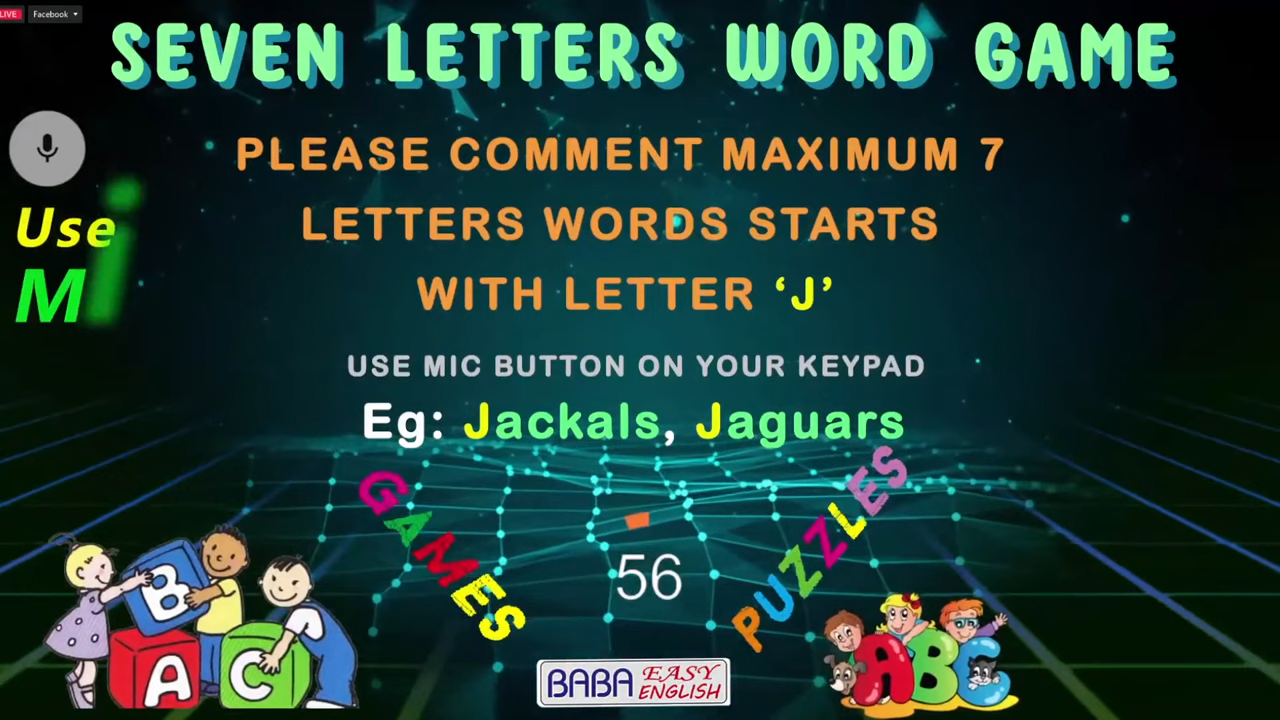 LIVE
Facebook
SEVEN LETTERS WORD GAME
PLEASE COMMENT MAXIMUM 7
LETTERS WORDS STARTS
WITH LETTER ‘J’
Use
Mi
USE MIC BUTTON ON YOUR KEYPAD
Eg: Jackals, Jaguars
GAMES
PUZZLES
56
B
A C
ABC
BABA EASY
ENGLISH